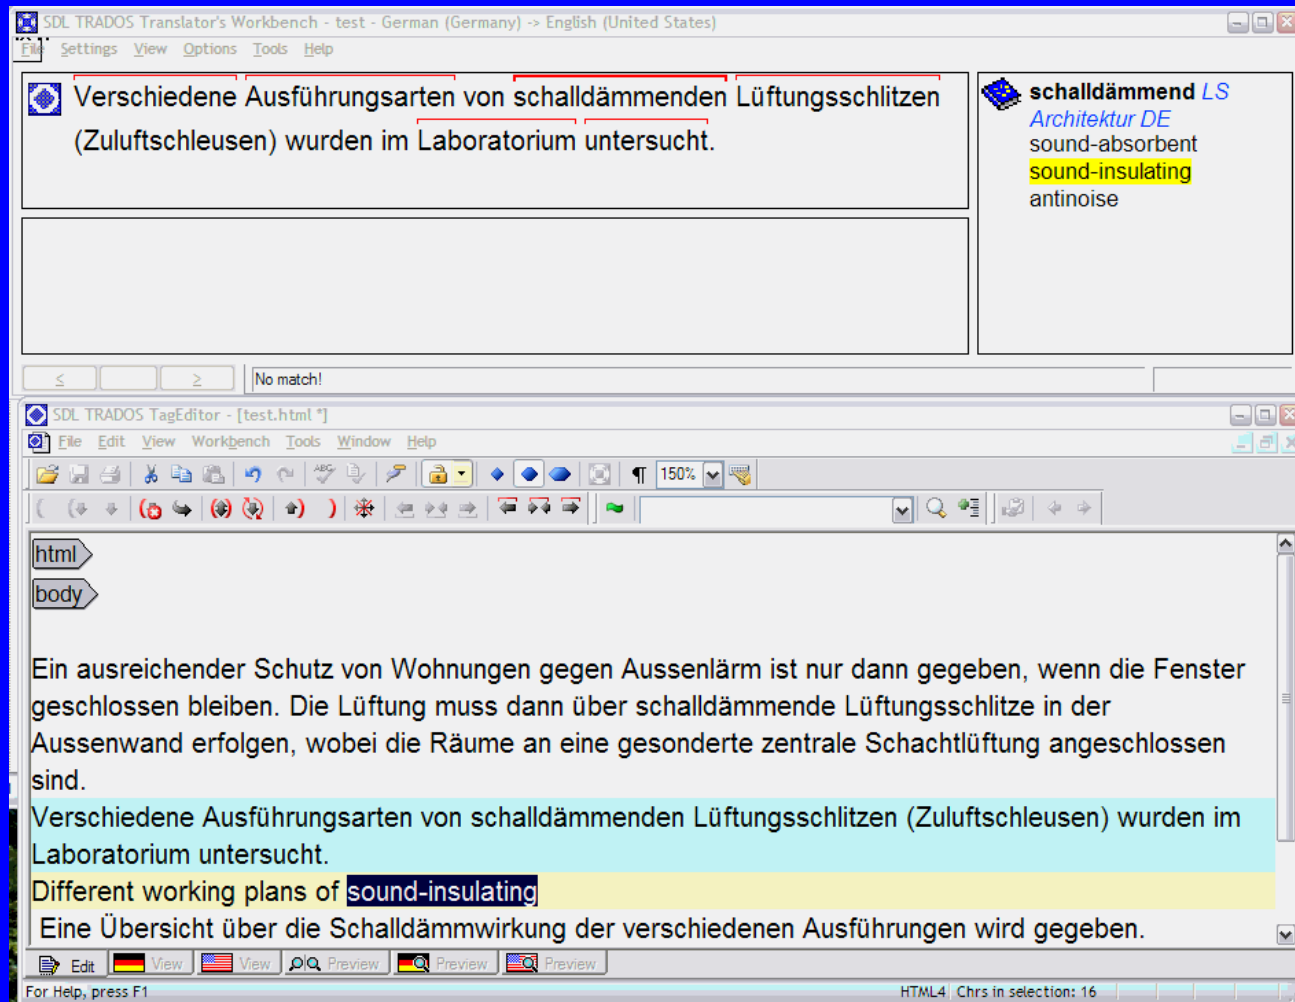 SDL TRADOS Translator's Workbench - test - German (Germany) -> English (United States)
File Settings View Options Tools Help
Verschiedene Ausführungsarten von schalldämmenden Lüftungsschlitzen
(Zuluftschleusen) wurden im Laboratorium untersucht.
schalldämmend LS
Architektur DE
sound-absorbent
sound-insulating
antinoise
No match!
SDL TRADOS TagEditor - [test.html *]
File Edit View Workbench Tools Window Help
150%
html
body
Ein ausreichender Schutz von Wohnungen gegen Aussenlärm ist nur dann gegeben, wenn die Fenster
geschlossen bleiben. Die Lüftung muss dann über schalldämmende Lüftungsschlitze in der
Aussenwand erfolgen, wobei die Räume an eine gesonderte zentrale Schachtlüftung angeschlossen
sind.
Verschiedene Ausführungsarten von schalldämmenden Lüftungsschlitzen (Zuluftschleusen) wurden im
Laboratorium untersucht.
Different working plans of sound-insulating
Eine Übersicht über die Schalldämmwirkung der verschiedenen Ausführungen wird gegeben.
Edit View View Preview Preview Preview
For Help, press F1 HTML4 Chrs in selection: 16